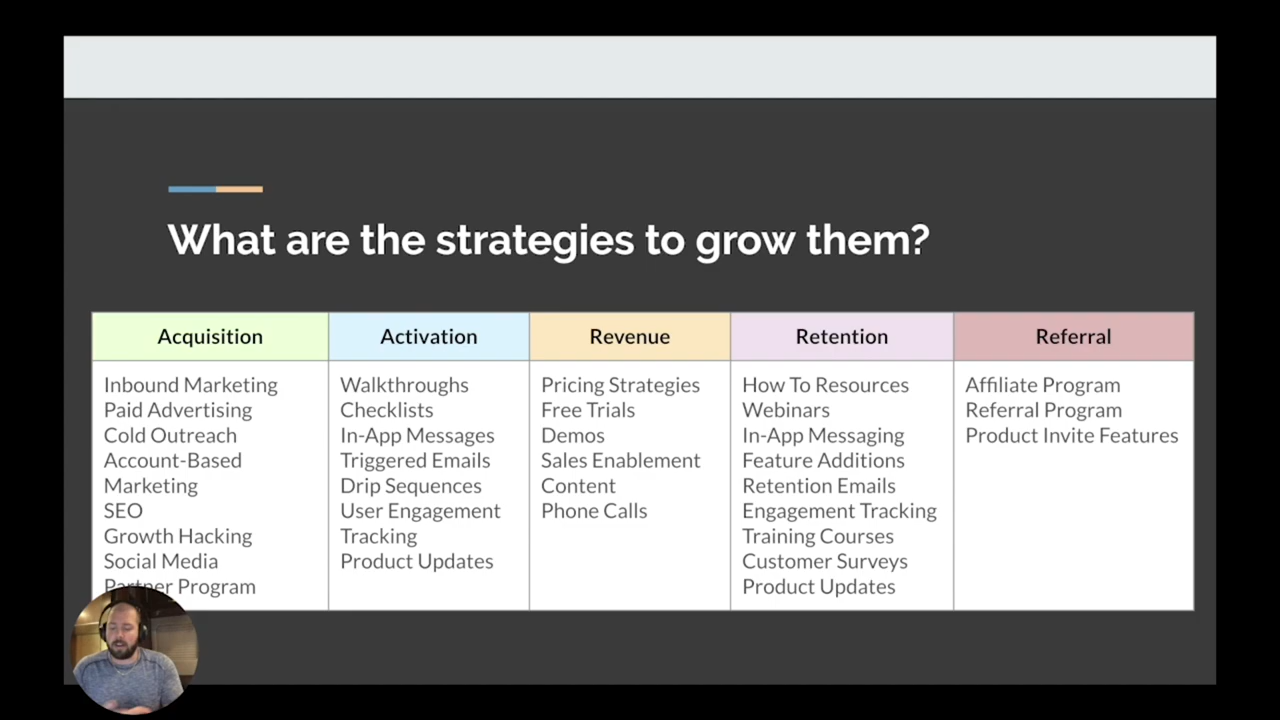 What are the strategies to grow them?
Acquisition
Activation
Revenue
Retention
Referral
Inbound Marketing
Paid Advertising
Cold Outreach
Account-Based
Marketing
SEO
Growth Hacking
Social Media
Partner Program
Walkthroughs
Checklists
In-App Messages
Triggered Emails
Drip Sequences
User Engagement
Tracking
Product Updates
Pricing Strategies
Free Trials
Demos
Sales Enablement
Content
Phone Calls
How To Resources
Webinars
In-App Messaging
Feature Additions
Retention Emails
Engagement Tracking
Training Courses
Customer Surveys
Product Updates
Affiliate Program
Referral Program
Product Invite Features